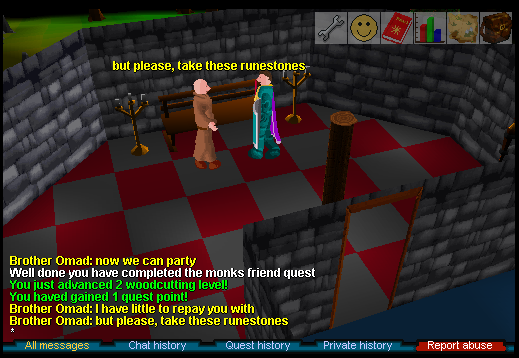 but please, take these runestones
Brother Omad: now we can party
Well done you have completed the monks friend quest
You just advanced 2 woodcutting level!
You haved gained 1 quest point!
Brother Omad: I have little to repay you with
Brother Omad: but please, take these runestones
*
All messages
Chat history
Quest history
Private history
Report abuse